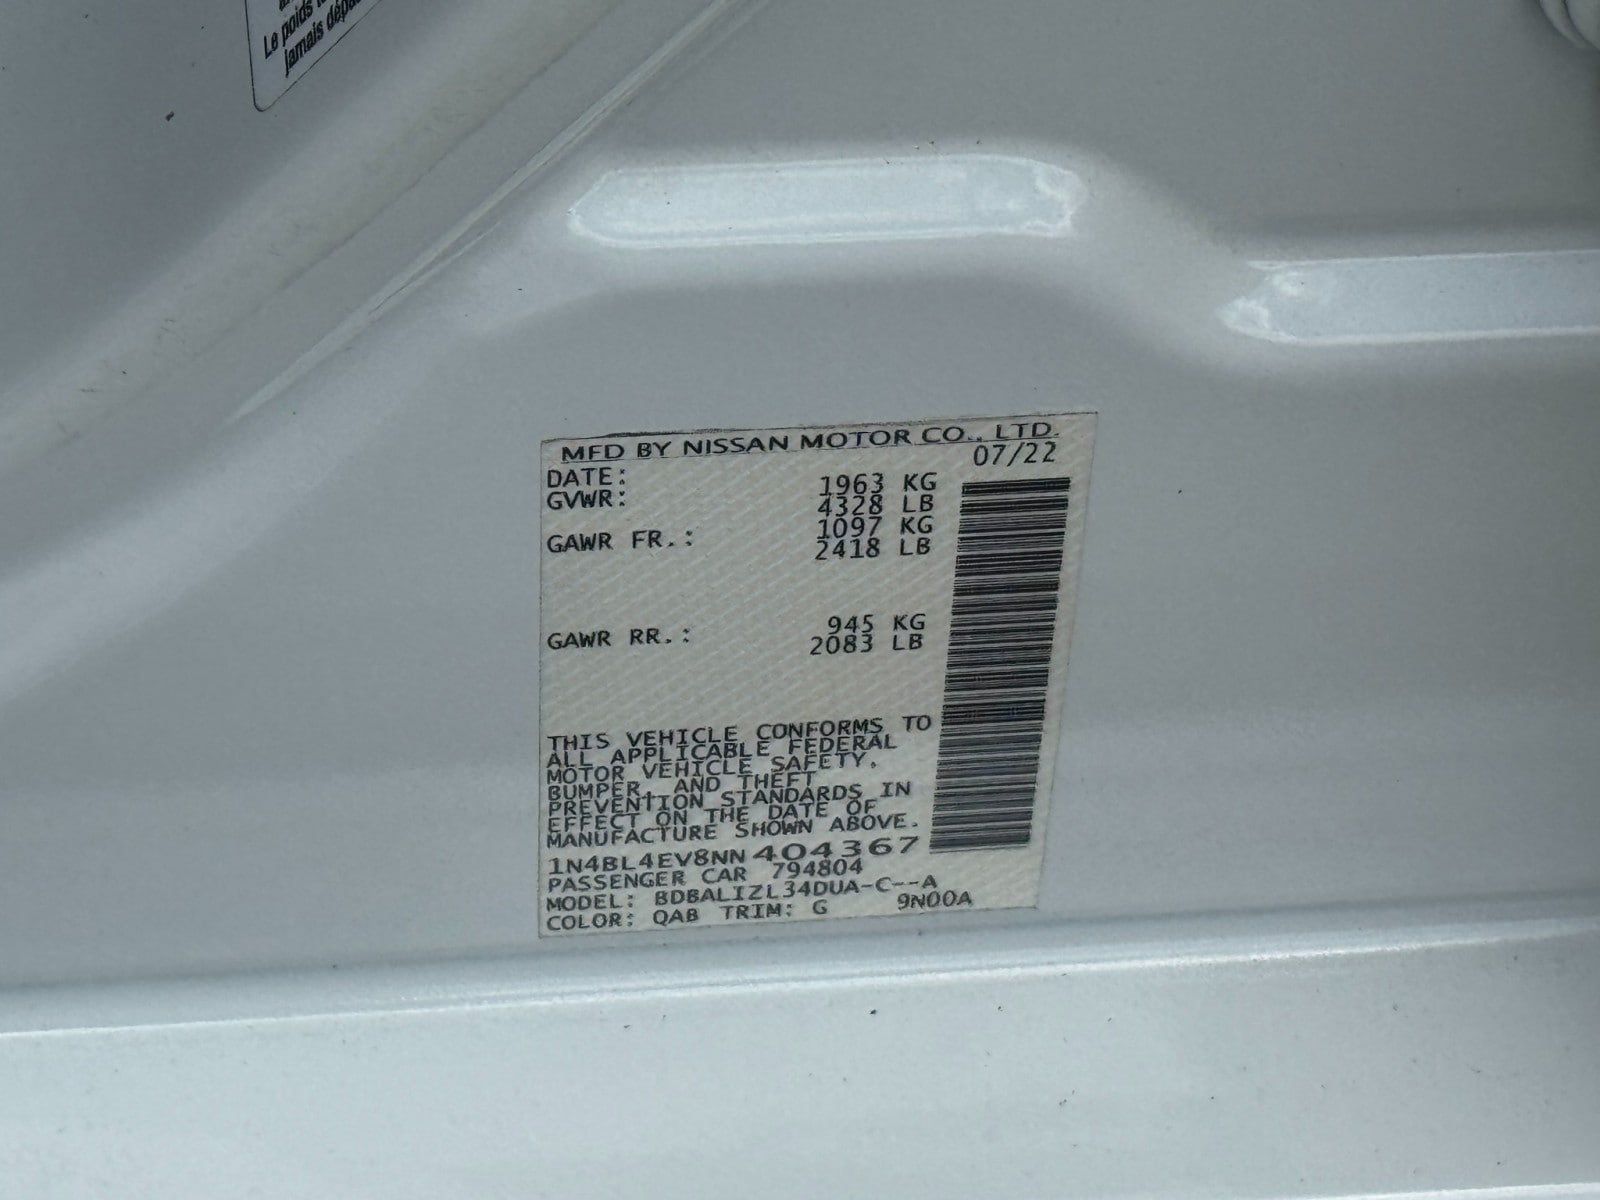 Le poids
jamais
MFD BY NISSAN MOTOR CO., LTD.
DATE: 07/22
GVWR: 1963 KG
4328 LB
GAWR FR.: 1097 KG
2418 LB
GAWR RR.: 945 KG
2083 LB
THIS VEHICLE CONFORMS TO
ALL APPLICABLE FEDERAL
MOTOR VEHICLE SAFETY,
BUMPER, AND THEFT
PREVENTION STANDARDS IN
EFFECT ON THE DATE OF
MANUFACTURE SHOWN ABOVE.
1N4BL4EV8NN404367
PASSENGER CAR 794804
MODEL: BDBALIZL34DUA-C--A
COLOR: QAB TRIM: G 9N00A